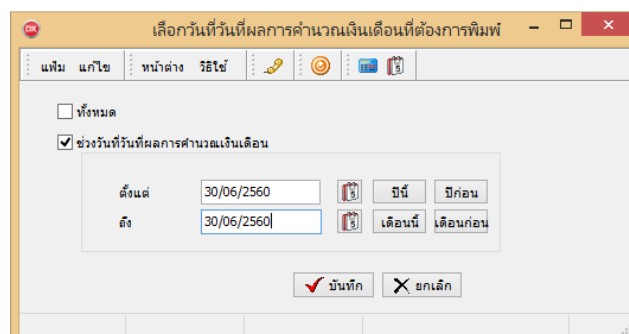 เลือกวันที่วันที่ผลการคำนวณเงินเดือนที่ต้องการพิมพ์
แฟ้ม แก้ไข หน้าต่าง วิธีใช้
ทั้งหมด
ช่วงวันที่วันที่ผลการคำนวณเงินเดือน
ตั้งแต่ 30/06/2560 ปีนี้ ปีก่อน
ถึง 30/06/2560 เดือนนี้ เดือนก่อน
บันทึก ยกเลิก